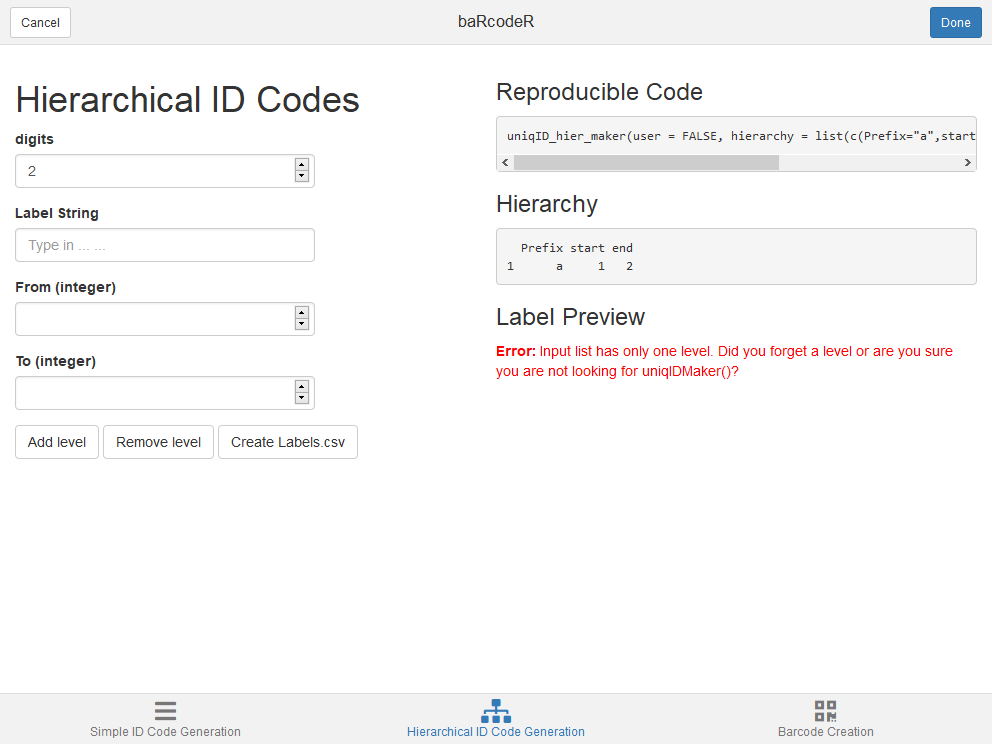 Cancel
baRcodeR
Done
Hierarchical ID Codes
digits
2
Label String
Type in ... ...
From (integer)
To (integer)
Add level
Remove level
Create Labels.csv
Reproducible Code
uniqID_hier_maker(user = FALSE, hierarchy = list(c(Prefix="a",start
Hierarchy
Prefix start end
1 a 1 2
Label Preview
Error: Input list has only one level. Did you forget a level or are you sure
you are not looking for uniqIDMaker()?
Simple ID Code Generation
Hierarchical ID Code Generation
Barcode Creation